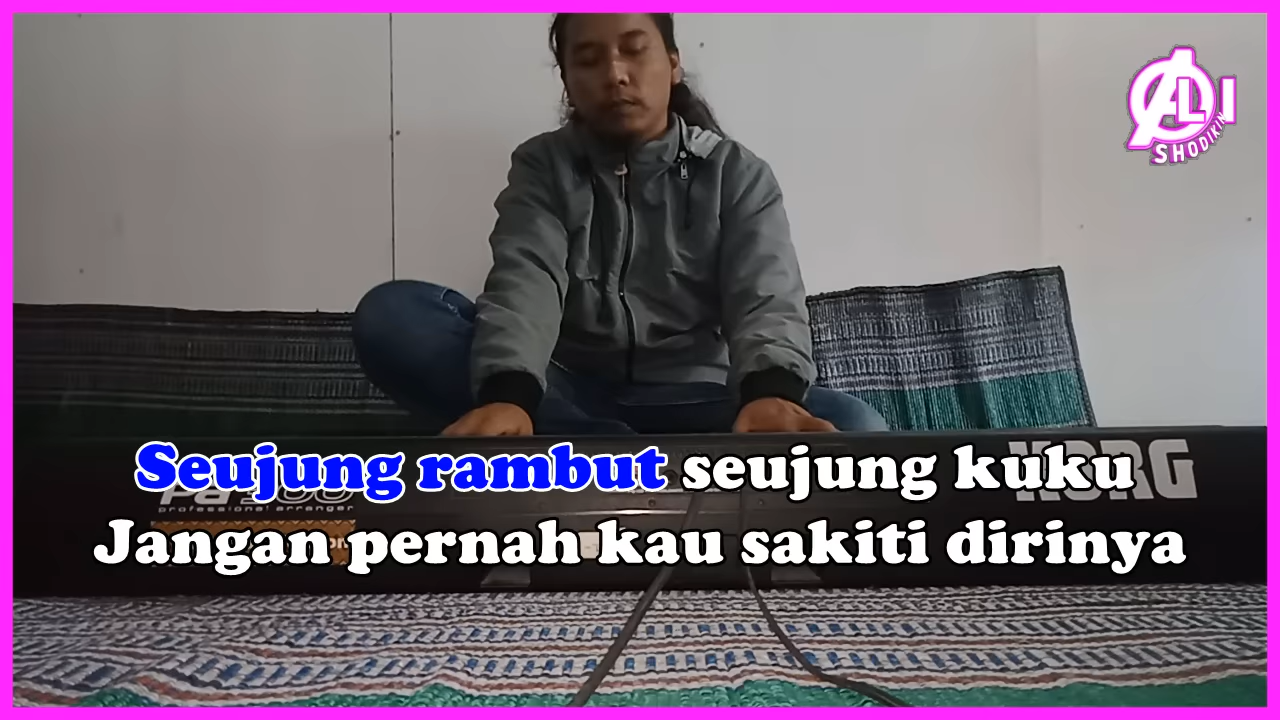 ALI
SHODIKIN
Seujung rambut seujung kuku
KORG
professional arranger
Jangan pernah kau sakiti dirinya